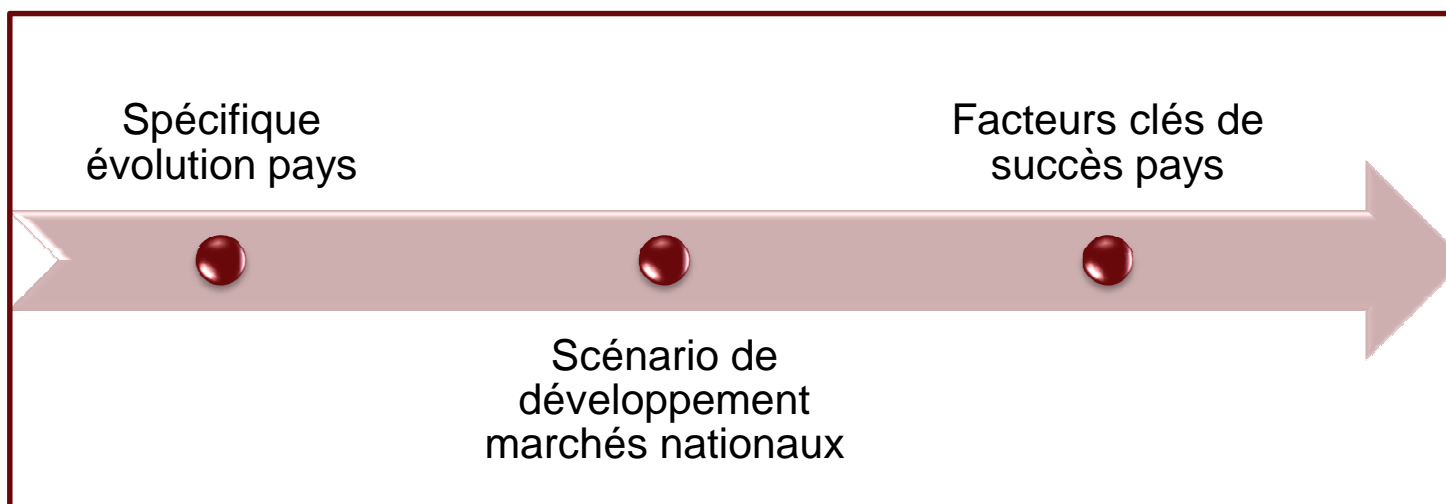 Spécifique
évolution pays
Scénario de
développement
marchés nationaux
Facteurs clés de
succès pays